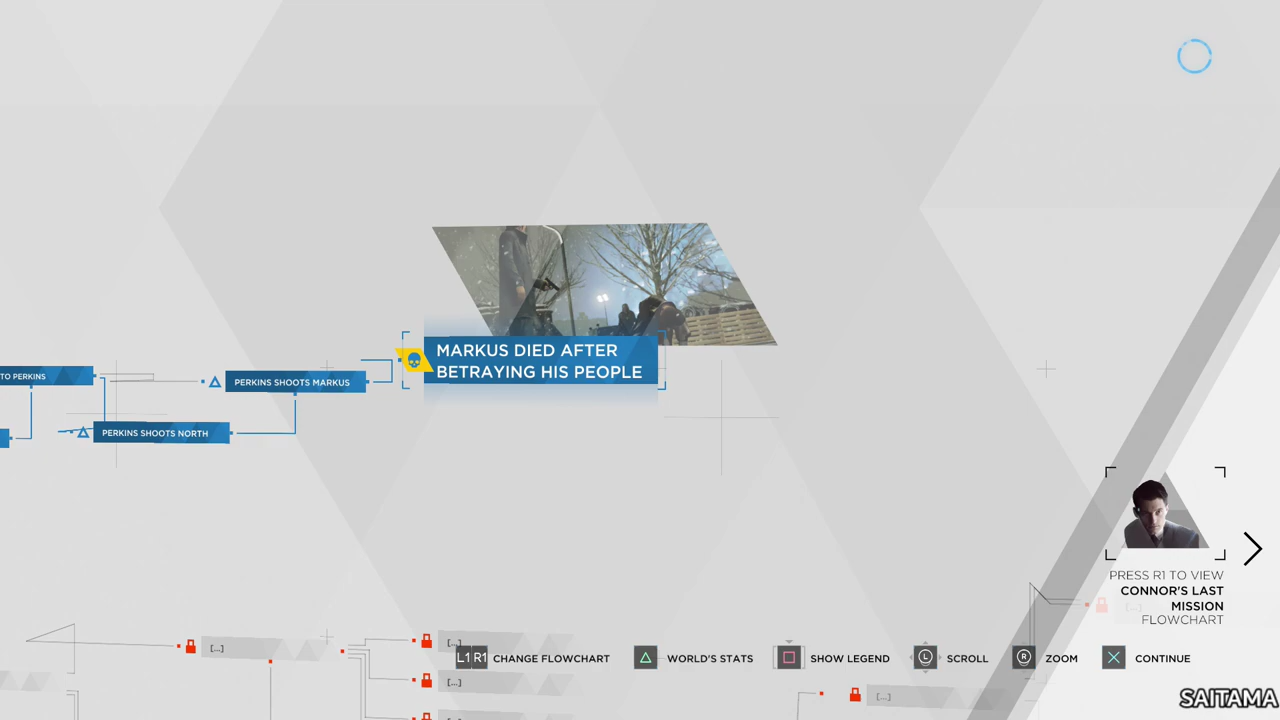 MARKUS DIED AFTER
BETRAYING HIS PEOPLE
TO PERKINS
PERKINS SHOOTS MARKUS
PERKINS SHOOTS NORTH
PRESS R1 TO VIEW
CONNOR'S LAST
MISSION
FLOWCHART
[...]
[...]
[...]
[...]
[...]
L1 R1 CHANGE FLOWCHART
WORLD'S STATS
SHOW LEGEND
L SCROLL
R ZOOM
CONTINUE
SAITAMA